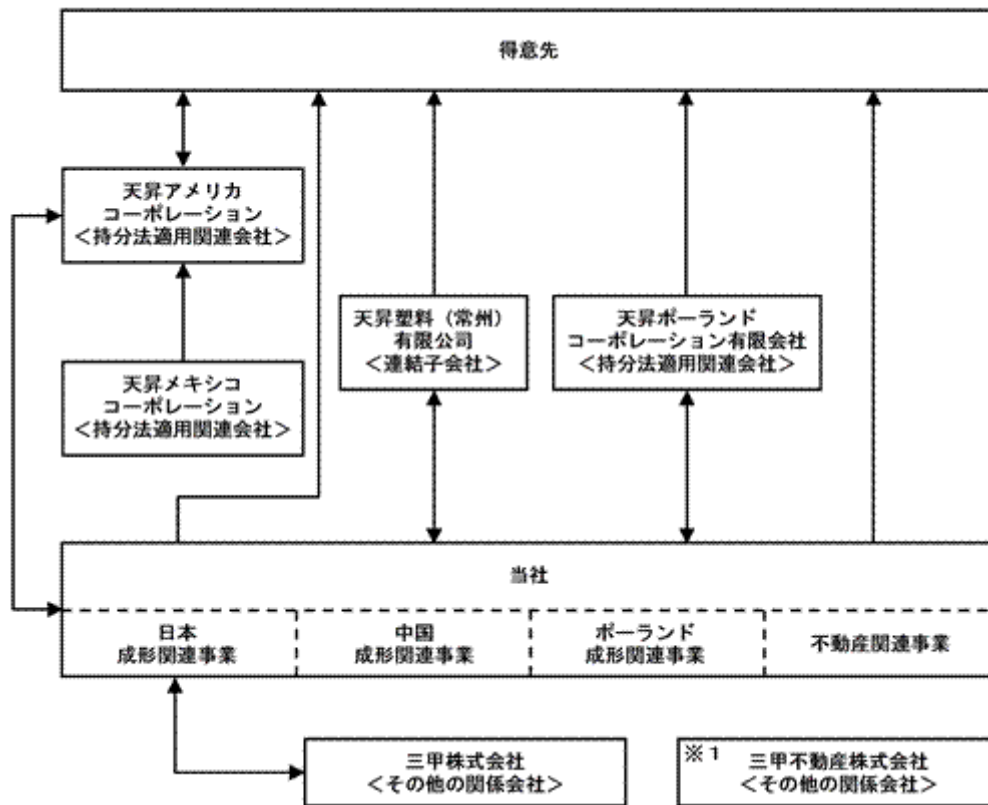 得意先
天昇アメリカ
コーポレーション
＜持分法適用関連会社＞
天昇メキシコ
コーポレーション
＜持分法適用関連会社＞
天昇塑料（常州）
有限公司
＜連結子会社＞
天昇ポーランド
コーポレーション有限会社
＜持分法適用関連会社＞
当社
日本
成形関連事業
中国
成形関連事業
ポーランド
成形関連事業
不動産関連事業
三甲株式会社
＜その他の関係会社＞
※1 三甲不動産株式会社
＜その他の関係会社＞